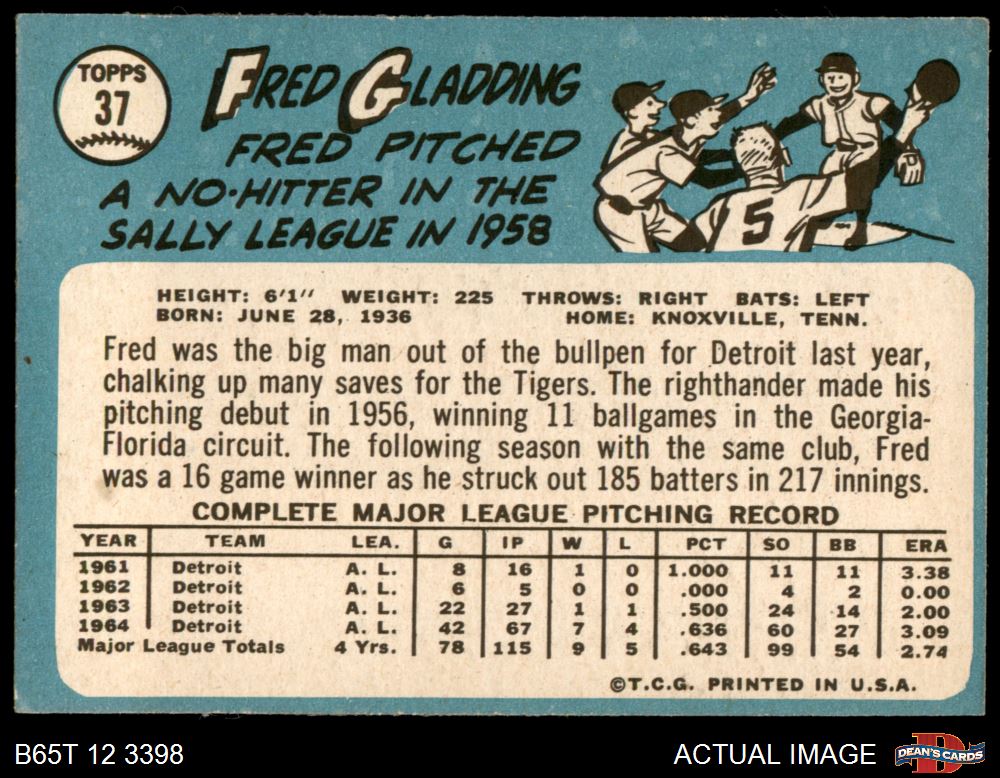 TOPPS
37
FRED GLADDING
FRED PITCHED
A NO-HITTER IN THE
SALLY LEAGUE IN 1958
5
HEIGHT: 6'1" WEIGHT: 225 THROWS: RIGHT BATS: LEFT
BORN: JUNE 28, 1936 HOME: KNOXVILLE, TENN.
Fred was the big man out of the bullpen for Detroit last year,
chalking up many saves for the Tigers. The righthander made his
pitching debut in 1956, winning 11 ballgames in the Georgia-
Florida circuit. The following season with the same club, Fred
was a 16 game winner as he struck out 185 batters in 217 innings.
COMPLETE MAJOR LEAGUE PITCHING RECORD
YEAR TEAM LEA. G IP W L PCT SO BB ERA
1961 Detroit A. L. 8 16 1 0 1.000 11 11 3.38
1962 Detroit A. L. 6 5 0 0 .000 4 2 0.00
1963 Detroit A. L. 22 27 1 1 .500 24 14 2.00
1964 Detroit A. L. 42 67 7 4 .636 60 27 3.09
Major League Totals 4 Yrs. 78 115 9 5 .643 99 54 2.74
©T.C.G. PRINTED IN U.S.A.
B65T 12 3398 ACTUAL IMAGE DEAN'S CARDS